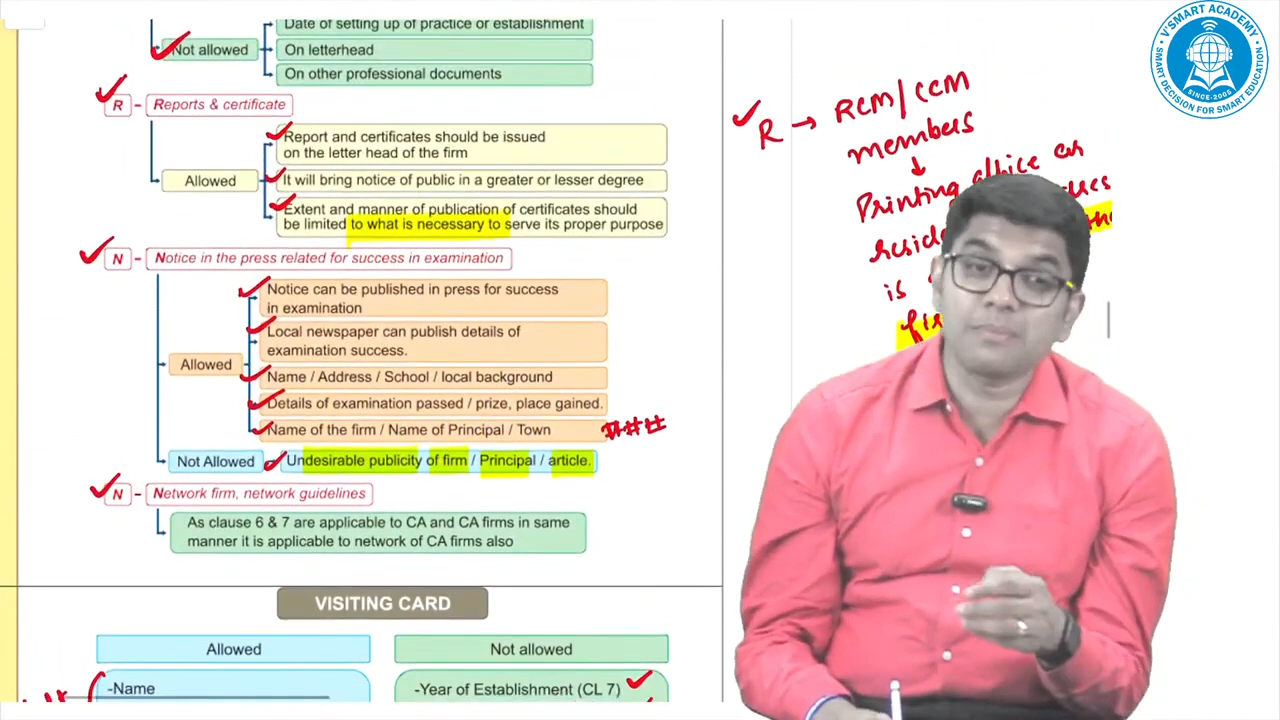 Date of setting up of practice or establishment
Not allowed
On letterhead
On other professional documents
R - Reports & certificate
Report and certificates should be issued
on the letter head of the firm
Allowed
It will bring notice of public in a greater or lesser degree
Extent and manner of publication of certificates should
be limited to what is necessary to serve its proper purpose
N - Notice in the press related for success in examination
Notice can be published in press for success
in examination
Local newspaper can publish details of
examination success.
Allowed
Name / Address / School / local background
Details of examination passed / prize, place gained.
Name of the firm / Name of Principal / Town
###
Not Allowed
Undesirable publicity of firm / Principal / article.
N - Network firm, network guidelines
As clause 6 & 7 are applicable to CA and CA firms in same
manner it is applicable to network of CA firms also
VISITING CARD
Allowed
Not allowed
-Name
-Year of Establishment (CL 7)
R → RCM/CCM
members
Printing
is
V'SMART ACADEMY
SINCE-2005
SMART DECISION FOR SMART EDUCATION